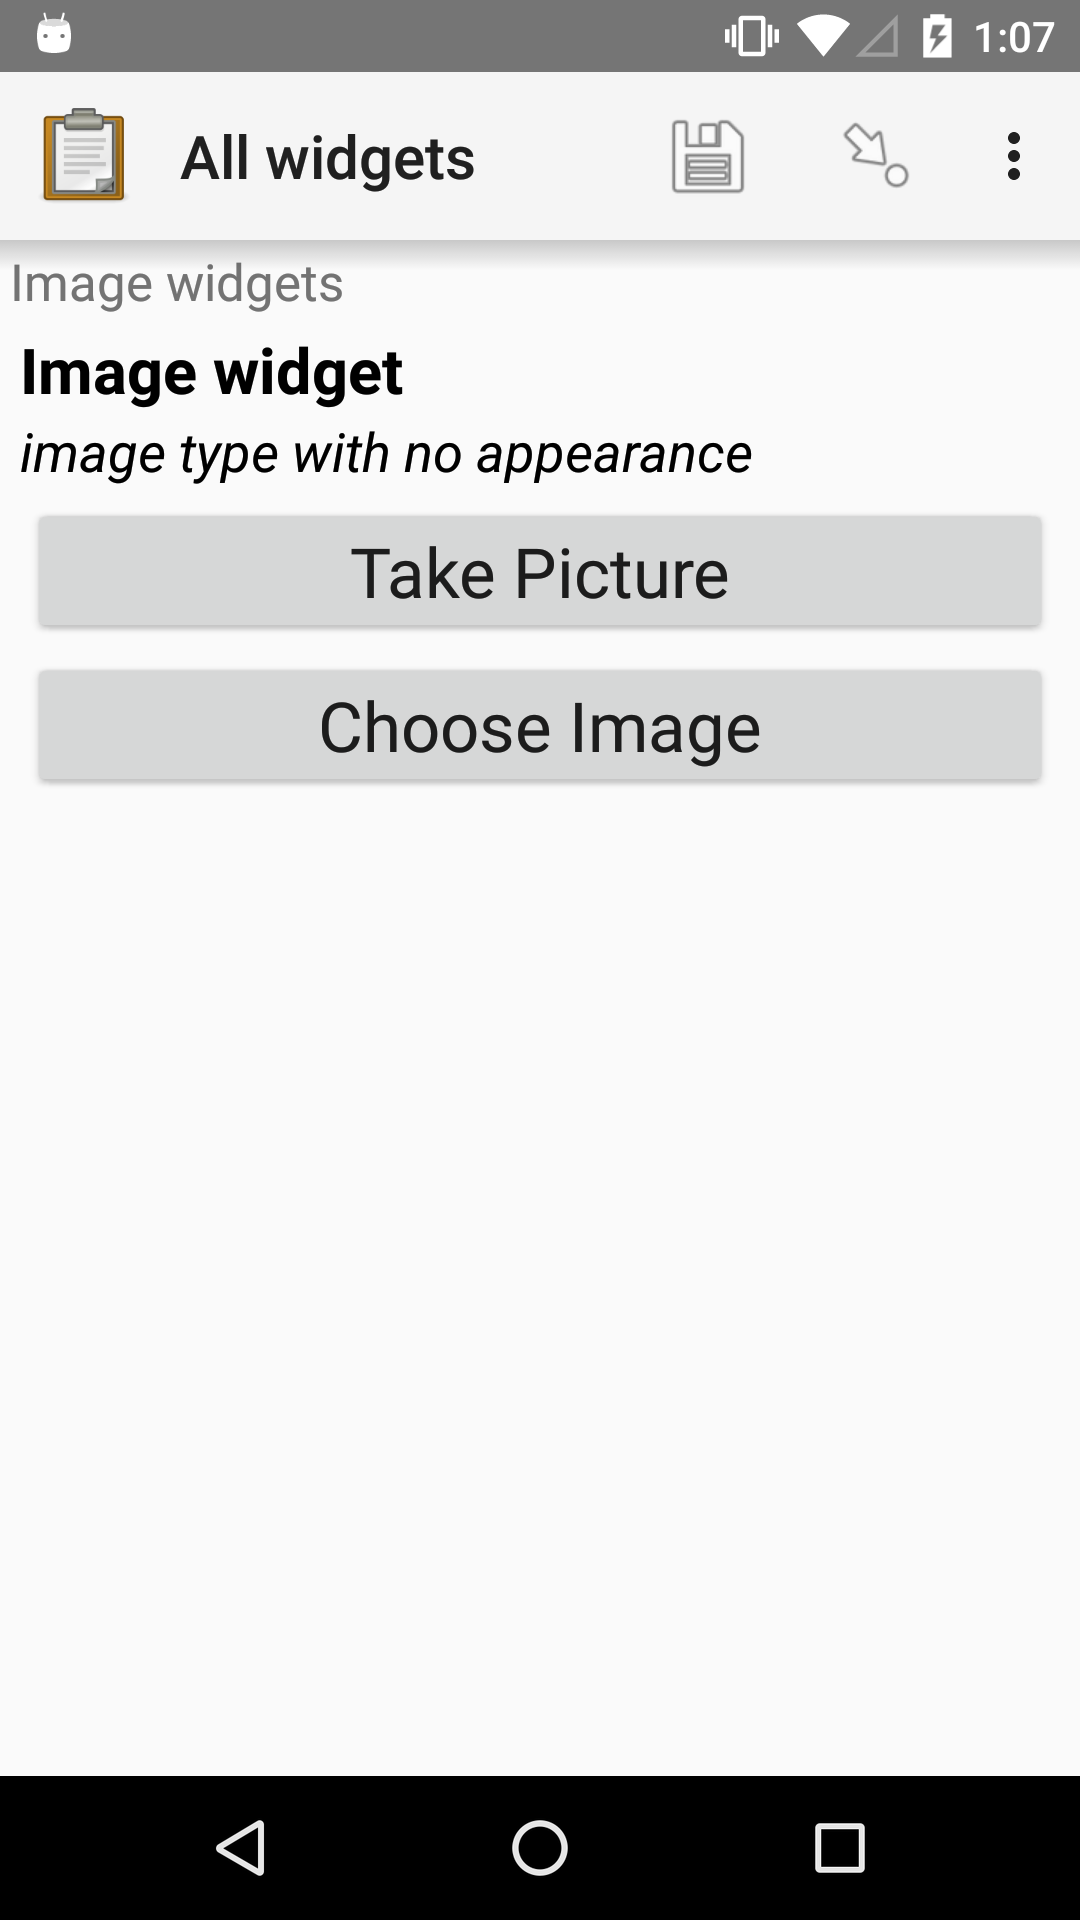 1:07
All widgets
Image widgets
Image widget
image type with no appearance
Take Picture
Choose Image